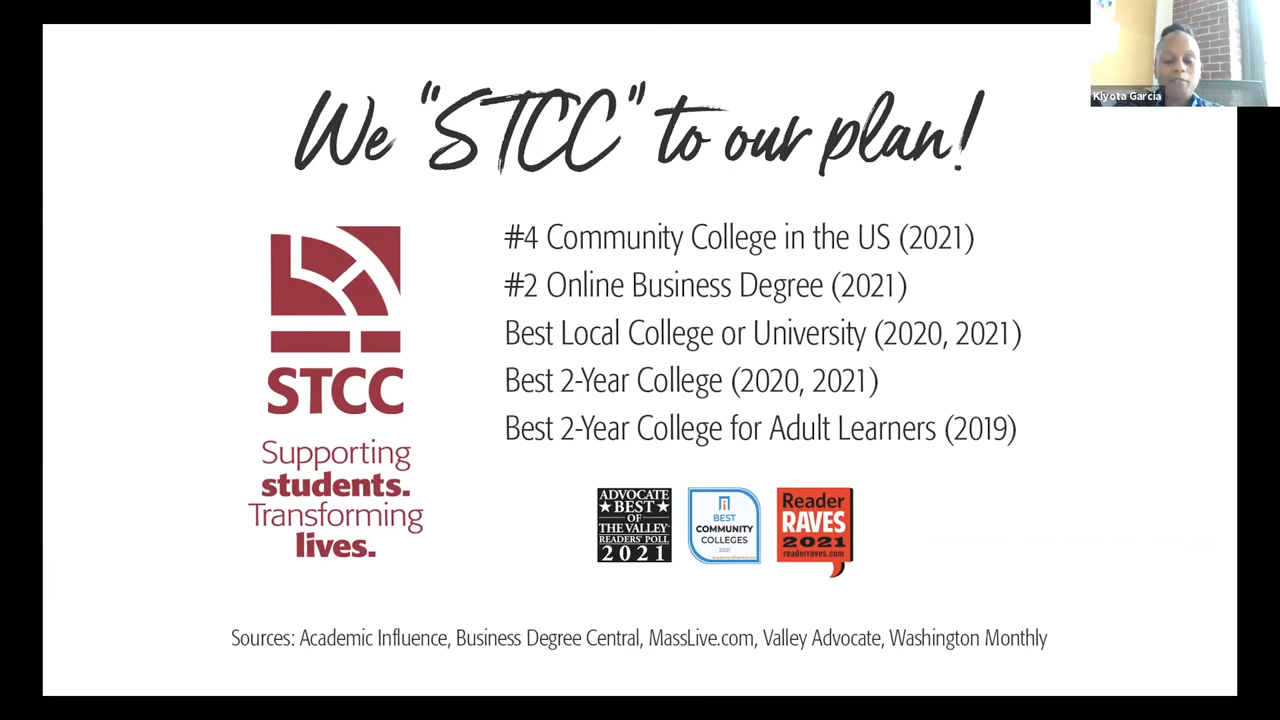 Kiyota Garcia
We "STCC" to our plan!
#4 Community College in the US (2021)
#2 Online Business Degree (2021)
Best Local College or University (2020, 2021)
Best 2-Year College (2020, 2021)
Best 2-Year College for Adult Learners (2019)
STCC
Supporting
students.
Transforming
lives.
ADVOCATE
BEST
OF
THE VALLEY
READERS' POLL
2021
BEST
COMMUNITY
COLLEGES
2021
academicinfluence.com
Reader
RAVES
2021
readerraves.com
Sources: Academic Influence, Business Degree Central, MassLive.com, Valley Advocate, Washington Monthly